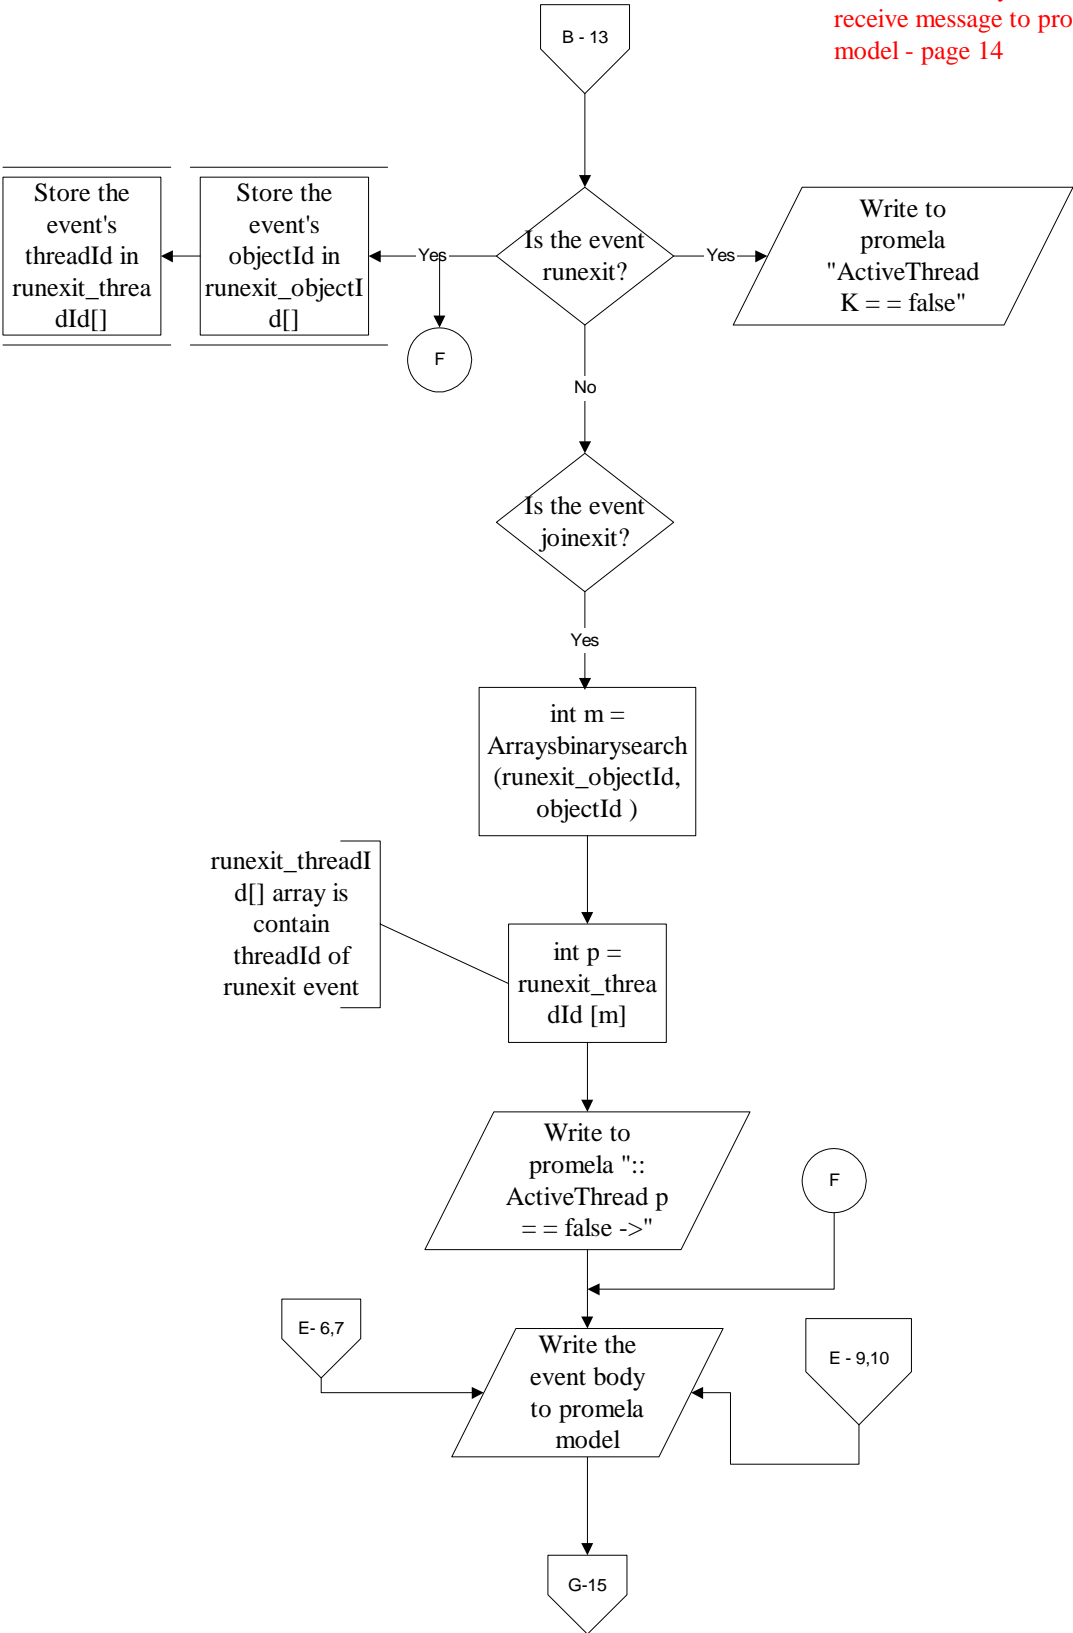 receive message to pro
model - page 14
B - 13
Store the
event's
threadId in
runexit_threa
dId[]
Store the
event's
objectId in
runexit_objectI
d[]
Yes
Is the event
runexit?
Yes
Write to
promela
"ActiveThread
K = = false"
F
No
Is the event
joinexit?
Yes
int m =
Arraysbinarysearch
(runexit_objectId,
objectId )
runexit_threadI
d[] array is
contain
threadId of
runexit event
int p =
runexit_threa
dId [m]
Write to
promela "::
ActiveThread p
= = false ->"
F
E- 6,7
Write the
event body
to promela
model
E - 9,10
G-15